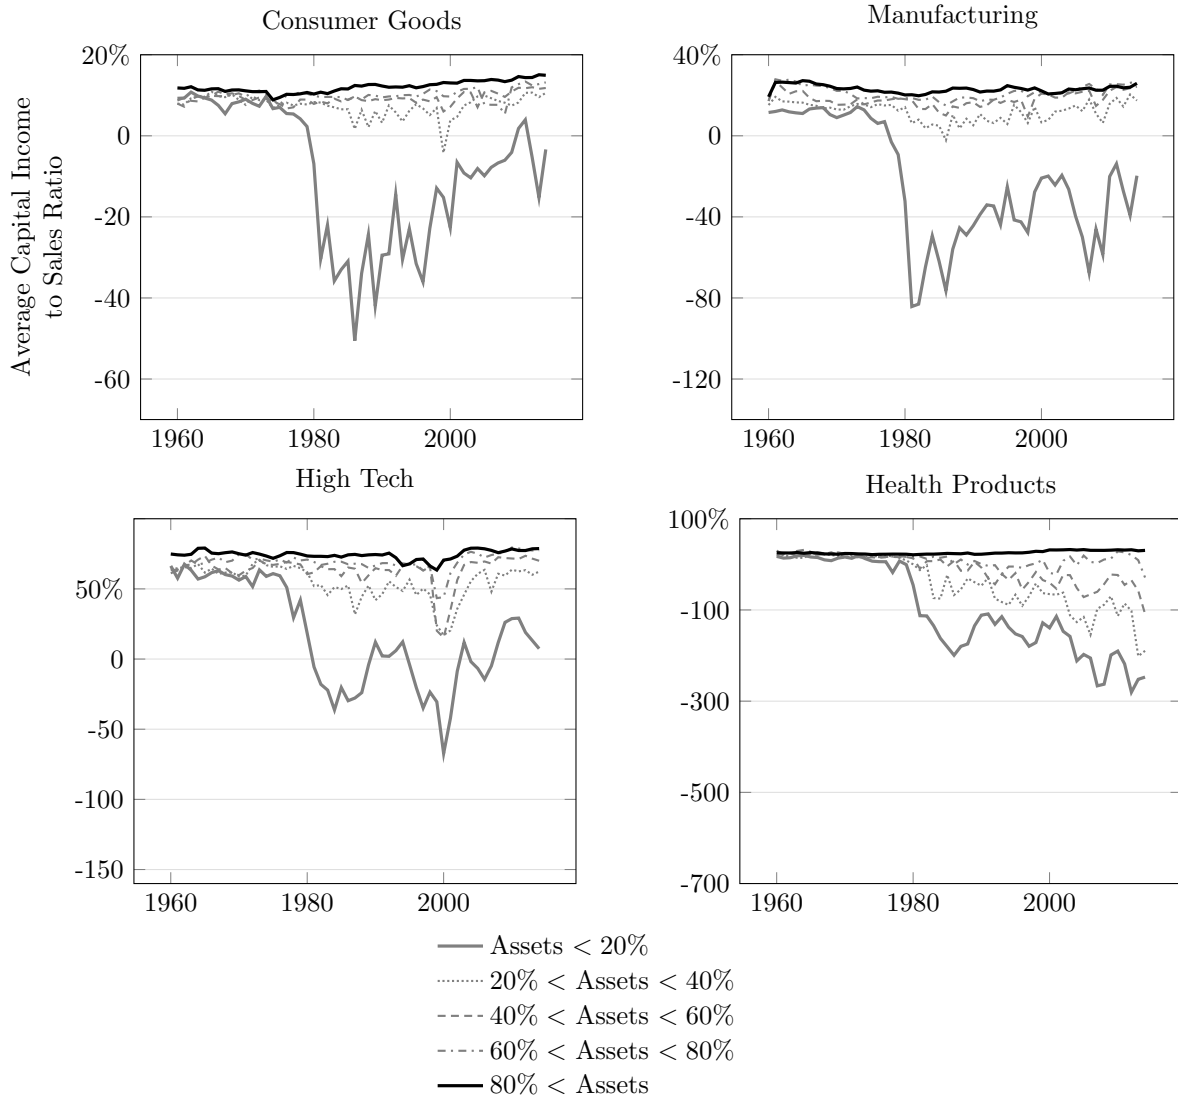 Consumer Goods
Manufacturing
Average Capital Income
to Sales Ratio
20%
0
-20
-40
-60
1960 1980 2000
40%
0
-40
-80
-120
1960 1980 2000
High Tech
Health Products
50%
0
-50
-100
-150
1960 1980 2000
100%
-100
-300
-500
-700
1960 1980 2000
Assets < 20%
20% < Assets < 40%
40% < Assets < 60%
60% < Assets < 80%
80% < Assets